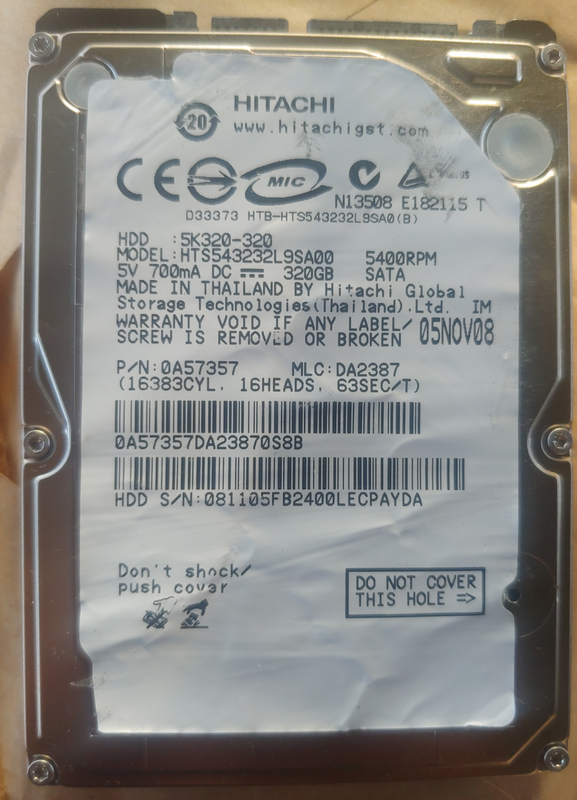 20
HITACHI
www.hitachigst.com
CE MIC
N13508 E182115 T
D33373 HTB-HTS543232L9SA0(B)
HDD :5K320-320
MODEL:HTS543232L9SA00 5400RPM
5V 700mA DC 320GB SATA
MADE IN THAILAND BY Hitachi Global
Storage Technologies(Thailand).Ltd. IM
WARRANTY VOID IF ANY LABEL/ 05NOV08
SCREW IS REMOVED OR BROKEN
P/N:0A57357 MLC:DA2387
(16383CYL. 16HEADS. 63SEC/T)
0A57357DA23870S8B
HDD S/N:081105FB2400LECPAYDA
Don't shock/
push cover
DO NOT COVER
THIS HOLE =>